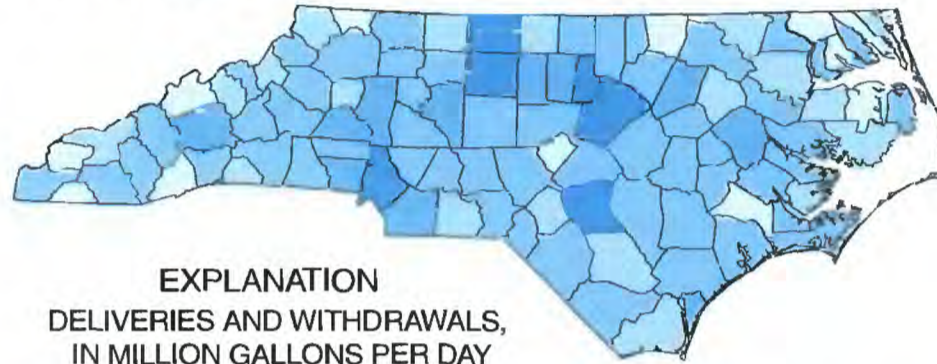 EXPLANATION
DELIVERIES AND WITHDRAWALS,
IN MILLION GALLONS PER DAY